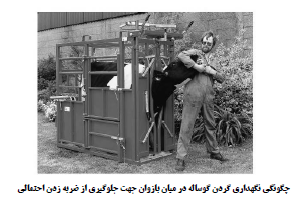 چگونگی نگهداری گردن گوساله در میان بازوان جهت جلوگیری از ضربه زدن احتمالی